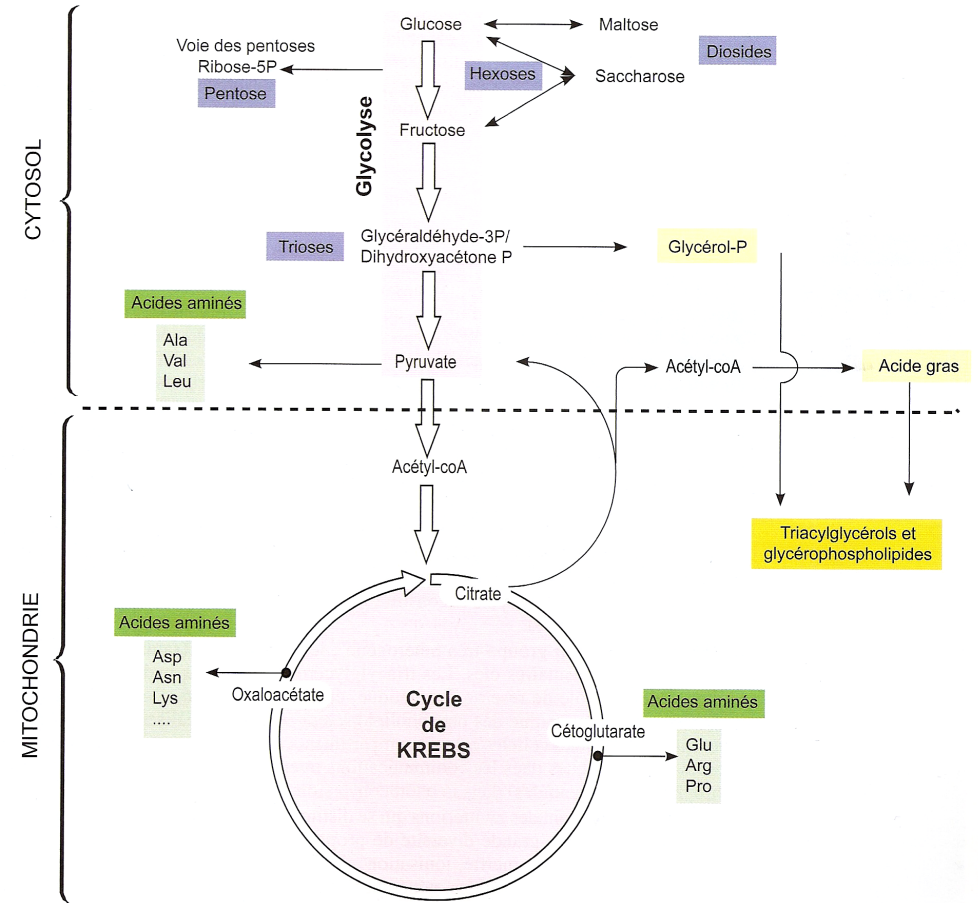 Glucose
Maltose
Voie des pentoses
Ribose-5P
Pentose
Hexoses
Saccharose
Diosides
Glycolyse
Fructose
CYTOSOL
Trioses
Glycéraldéhyde-3P/
Dihydroxyacétone P
Glycérol-P
Acides aminés
Ala
Val
Leu
Pyruvate
Acétyl-coA
Acide gras
Acétyl-coA
Triacylglycérols et
glycérophospholipides
Citrate
MITOCHONDRIE
Acides aminés
Asp
Asn
Lys
....
Oxaloacétate
Cycle
de
KREBS
Cétoglutarate
Acides aminés
Glu
Arg
Pro